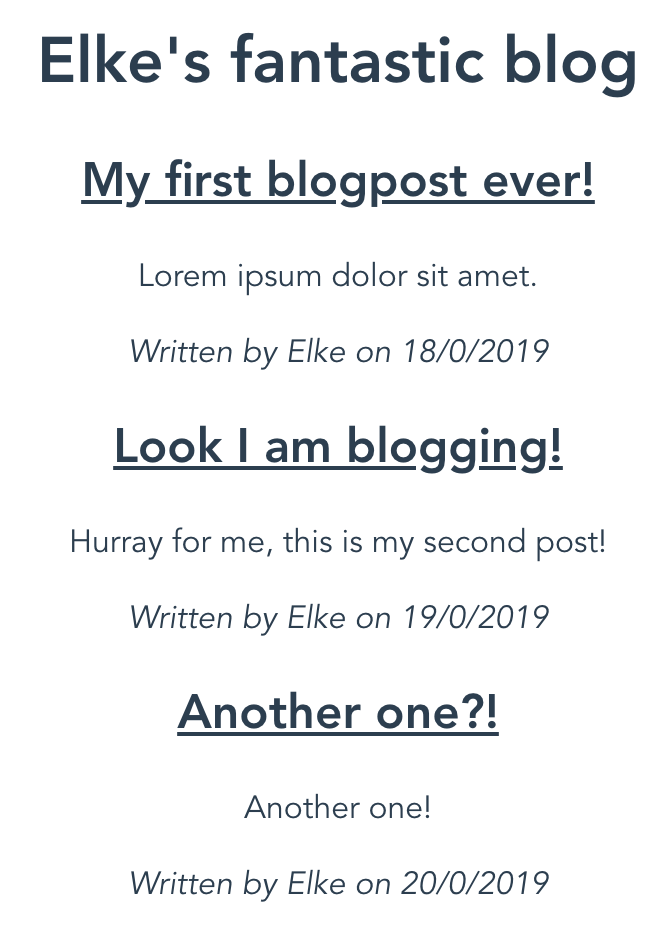 Elke's fantastic blog
My first blogpost ever!
Lorem ipsum dolor sit amet.
Written by Elke on 18/0/2019
Look I am blogging!
Hurray for me, this is my second post!
Written by Elke on 19/0/2019
Another one?!
Another one!
Written by Elke on 20/0/2019